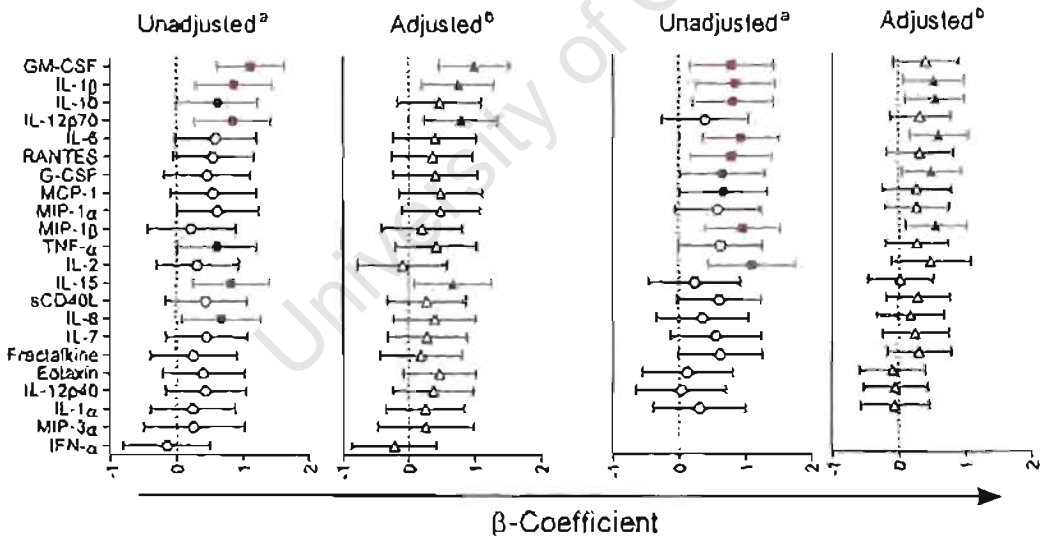 Unadjusted a Adjusted b Unadjusted a Adjusted b
GM-CSF
IL-1β
IL-10
IL-12p70
IL-6
RANTES
G-CSF
MCP-1
MIP-1α
MIP-1β
TNF-α
IL-2
IL-15
sCD40L
IL-8
IL-7
Fractalkine
Eotaxin
IL-12p40
IL-1α
MIP-3α
IFN-α
-1 0 1 2 -1 0 1 2 -1 0 1 2 -1 0 1 2
β-Coefficient
University of